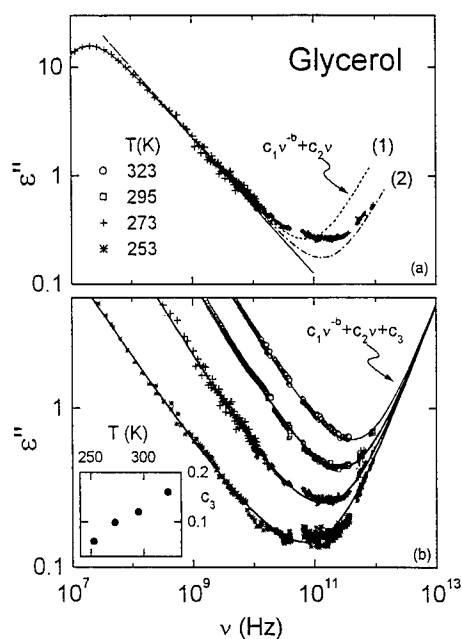 Glycerol
10
1
0.1
ε"
T(K)
323
295
273
253
c₁ν⁻ᵇ+c₂ν
(1)
(2)
(a)
c₁ν⁻ᵇ+c₂ν+c₃
1
0.1
ε"
T (K)
250 300
0.2
0.1
c₃
(b)
10⁷ 10⁹ 10¹¹ 10¹³
ν (Hz)